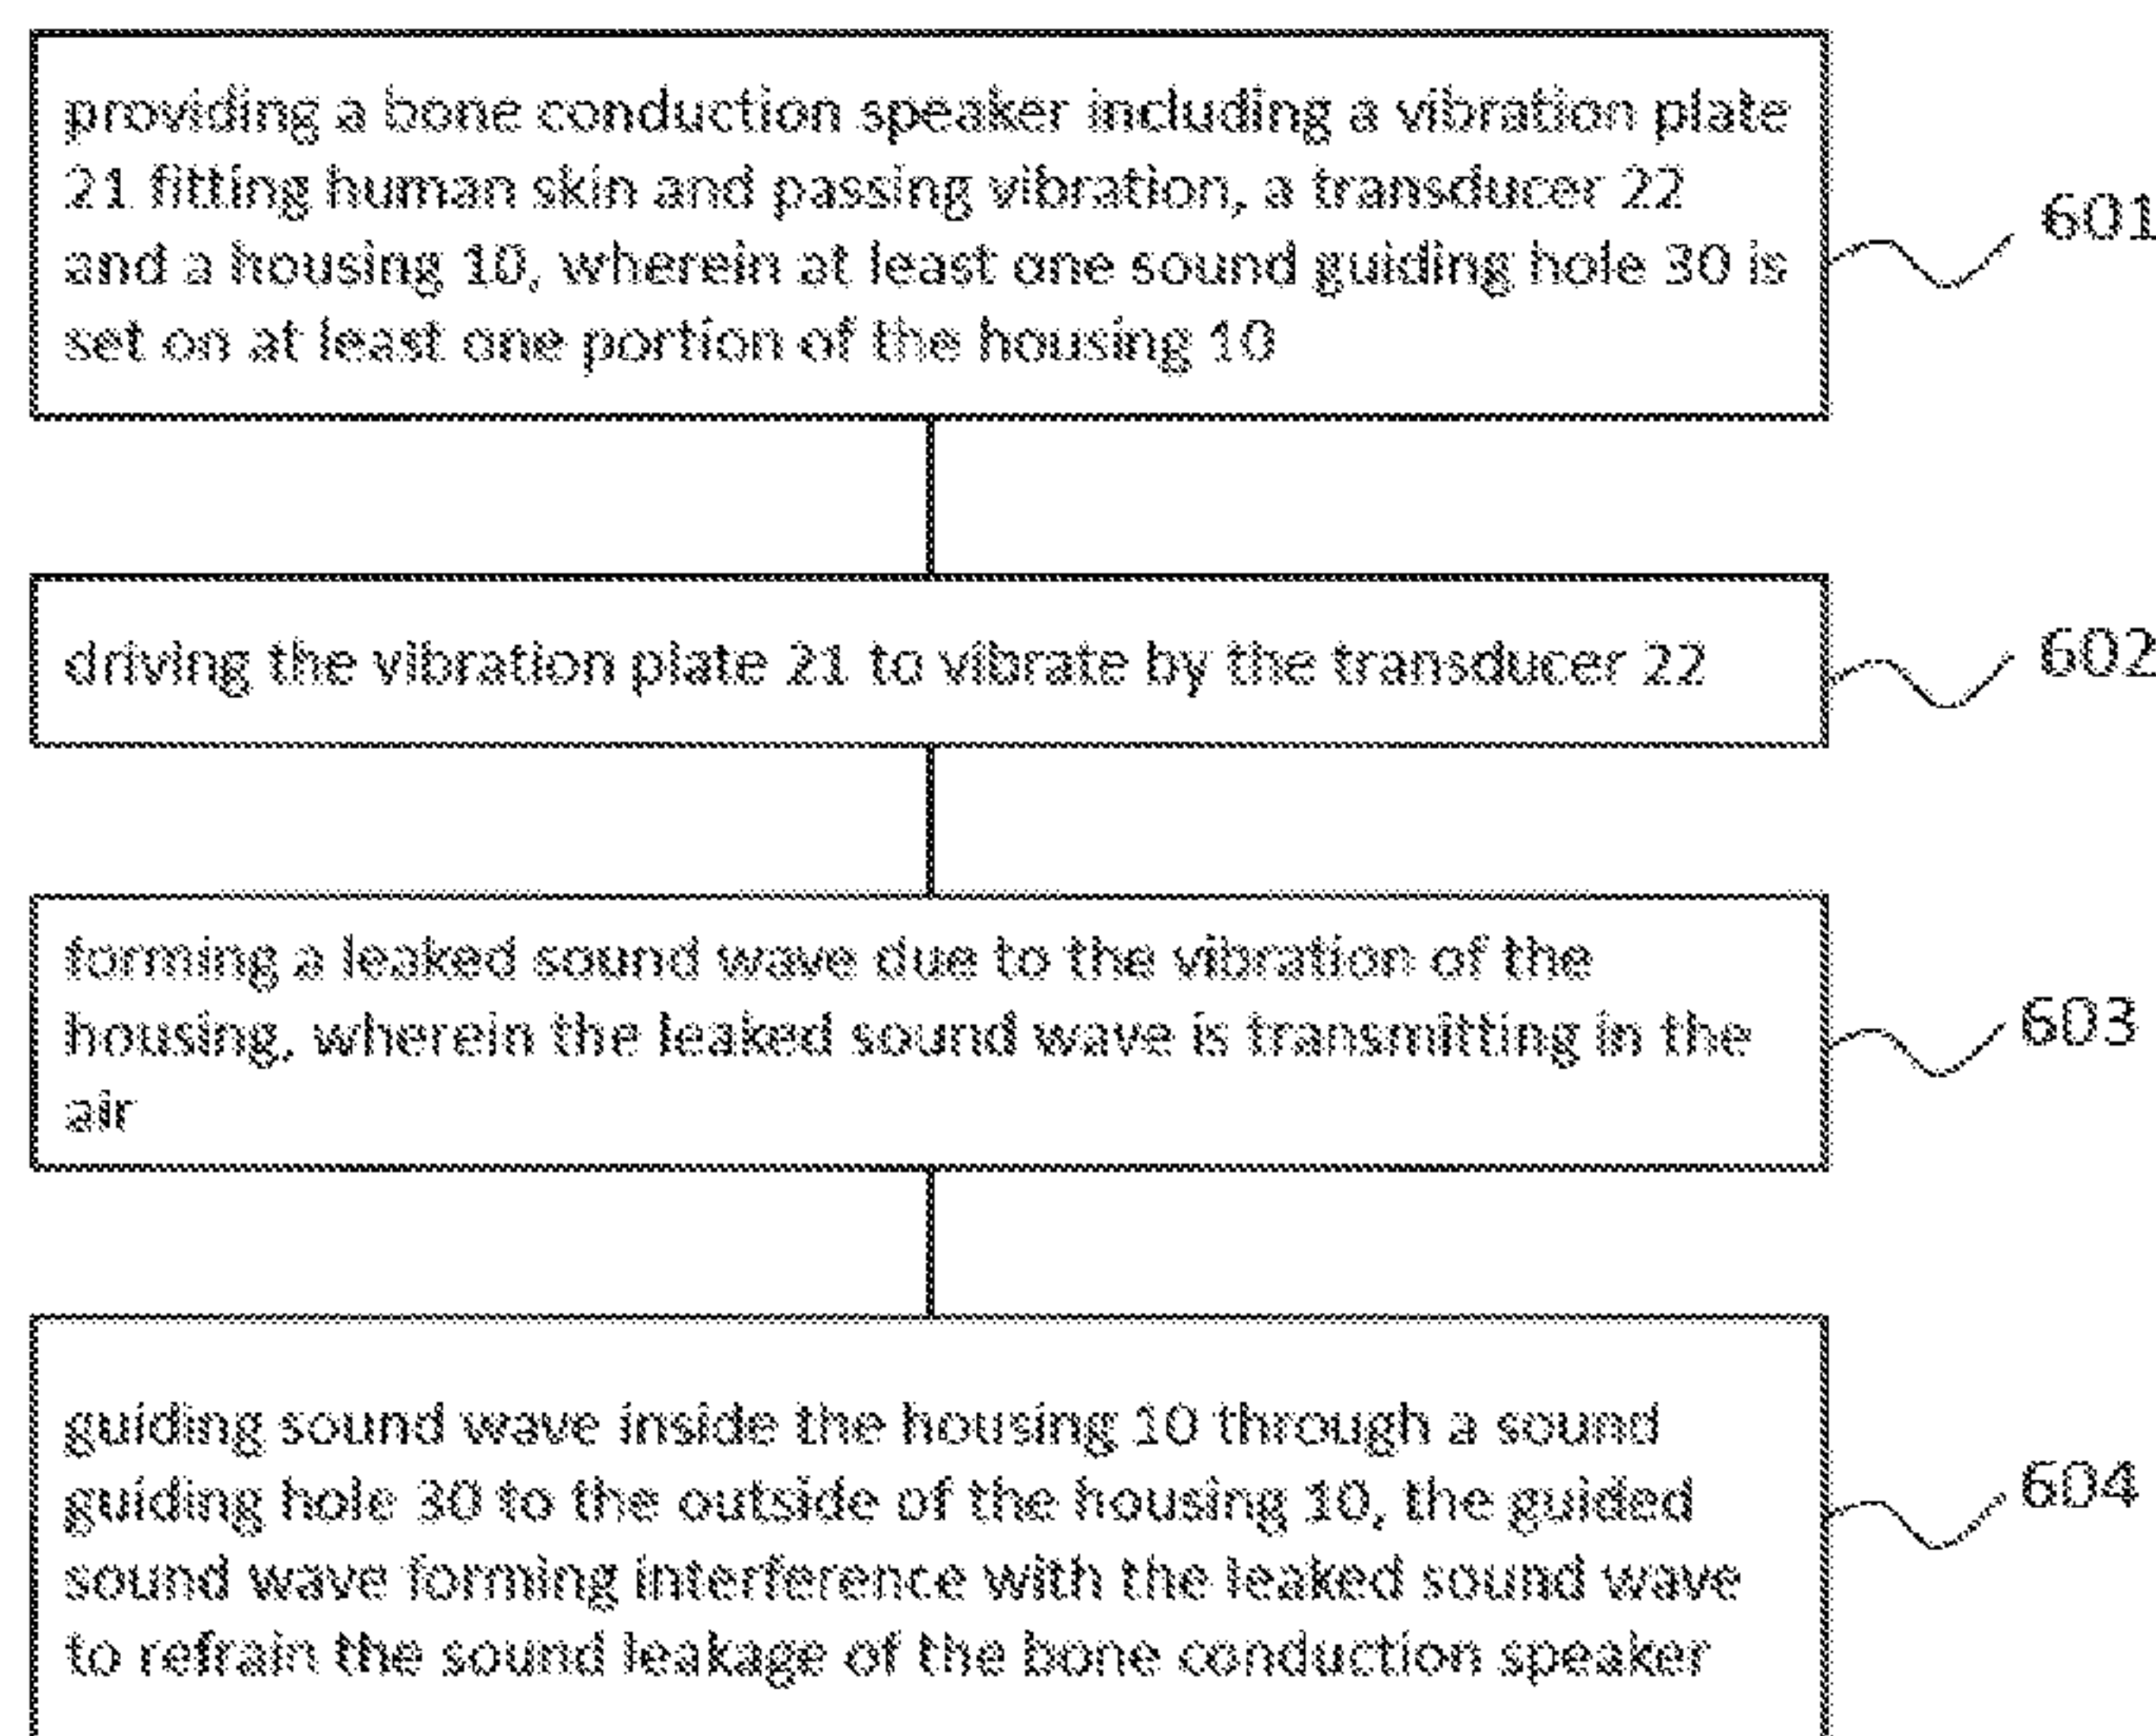 providing a bone conduction speaker including a vibration plate
21 fitting human skin and passing vibration, a transducer 22
and a housing 10, wherein at least one sound guiding hole 30 is
set on at least one portion of the housing 10
601
driving the vibration plate 21 to vibrate by the transducer 22
602
forming a leaked sound wave due to the vibration of the
housing, wherein the leaked sound wave is transmitting in the
air
603
guiding sound wave inside the housing 10 through a sound
guiding hole 30 to the outside of the housing 10, the guided
sound wave forming interference with the leaked sound wave
to refrain the sound leakage of the bone conduction speaker
604